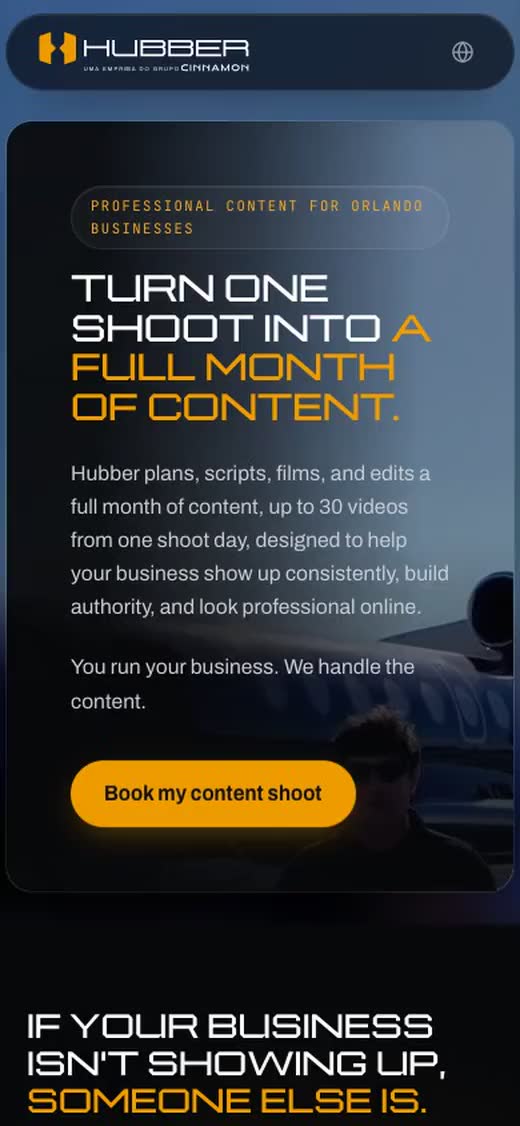 HUBBER
UMA EMPRESA DO GRUPO CINNAMON
PROFESSIONAL CONTENT FOR ORLANDO
BUSINESSES
TURN ONE
SHOOT INTO A
FULL MONTH
OF CONTENT.
Hubber plans, scripts, films, and edits a
full month of content, up to 30 videos
from one shoot day, designed to help
your business show up consistently, build
authority, and look professional online.
You run your business. We handle the
content.
Book my content shoot
IF YOUR BUSINESS
ISN'T SHOWING UP,
SOMEONE ELSE IS.